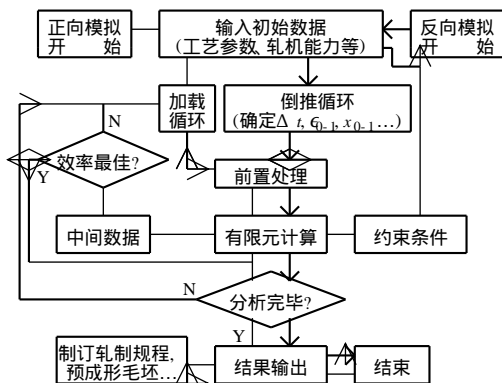 正向模拟
开 始
输入初始数据
(工艺参数、轧机能力等)
反向模拟
开 始
加载
循环
倒推循环
(确定Δ t, ϵ0-1, x 0-1 …)
N
效率最佳?
Y
前置处理
中间数据
有限元计算
约束条件
N
分析完毕?
Y
制订轧制规程,
预成形毛坯…
结果输出
结束